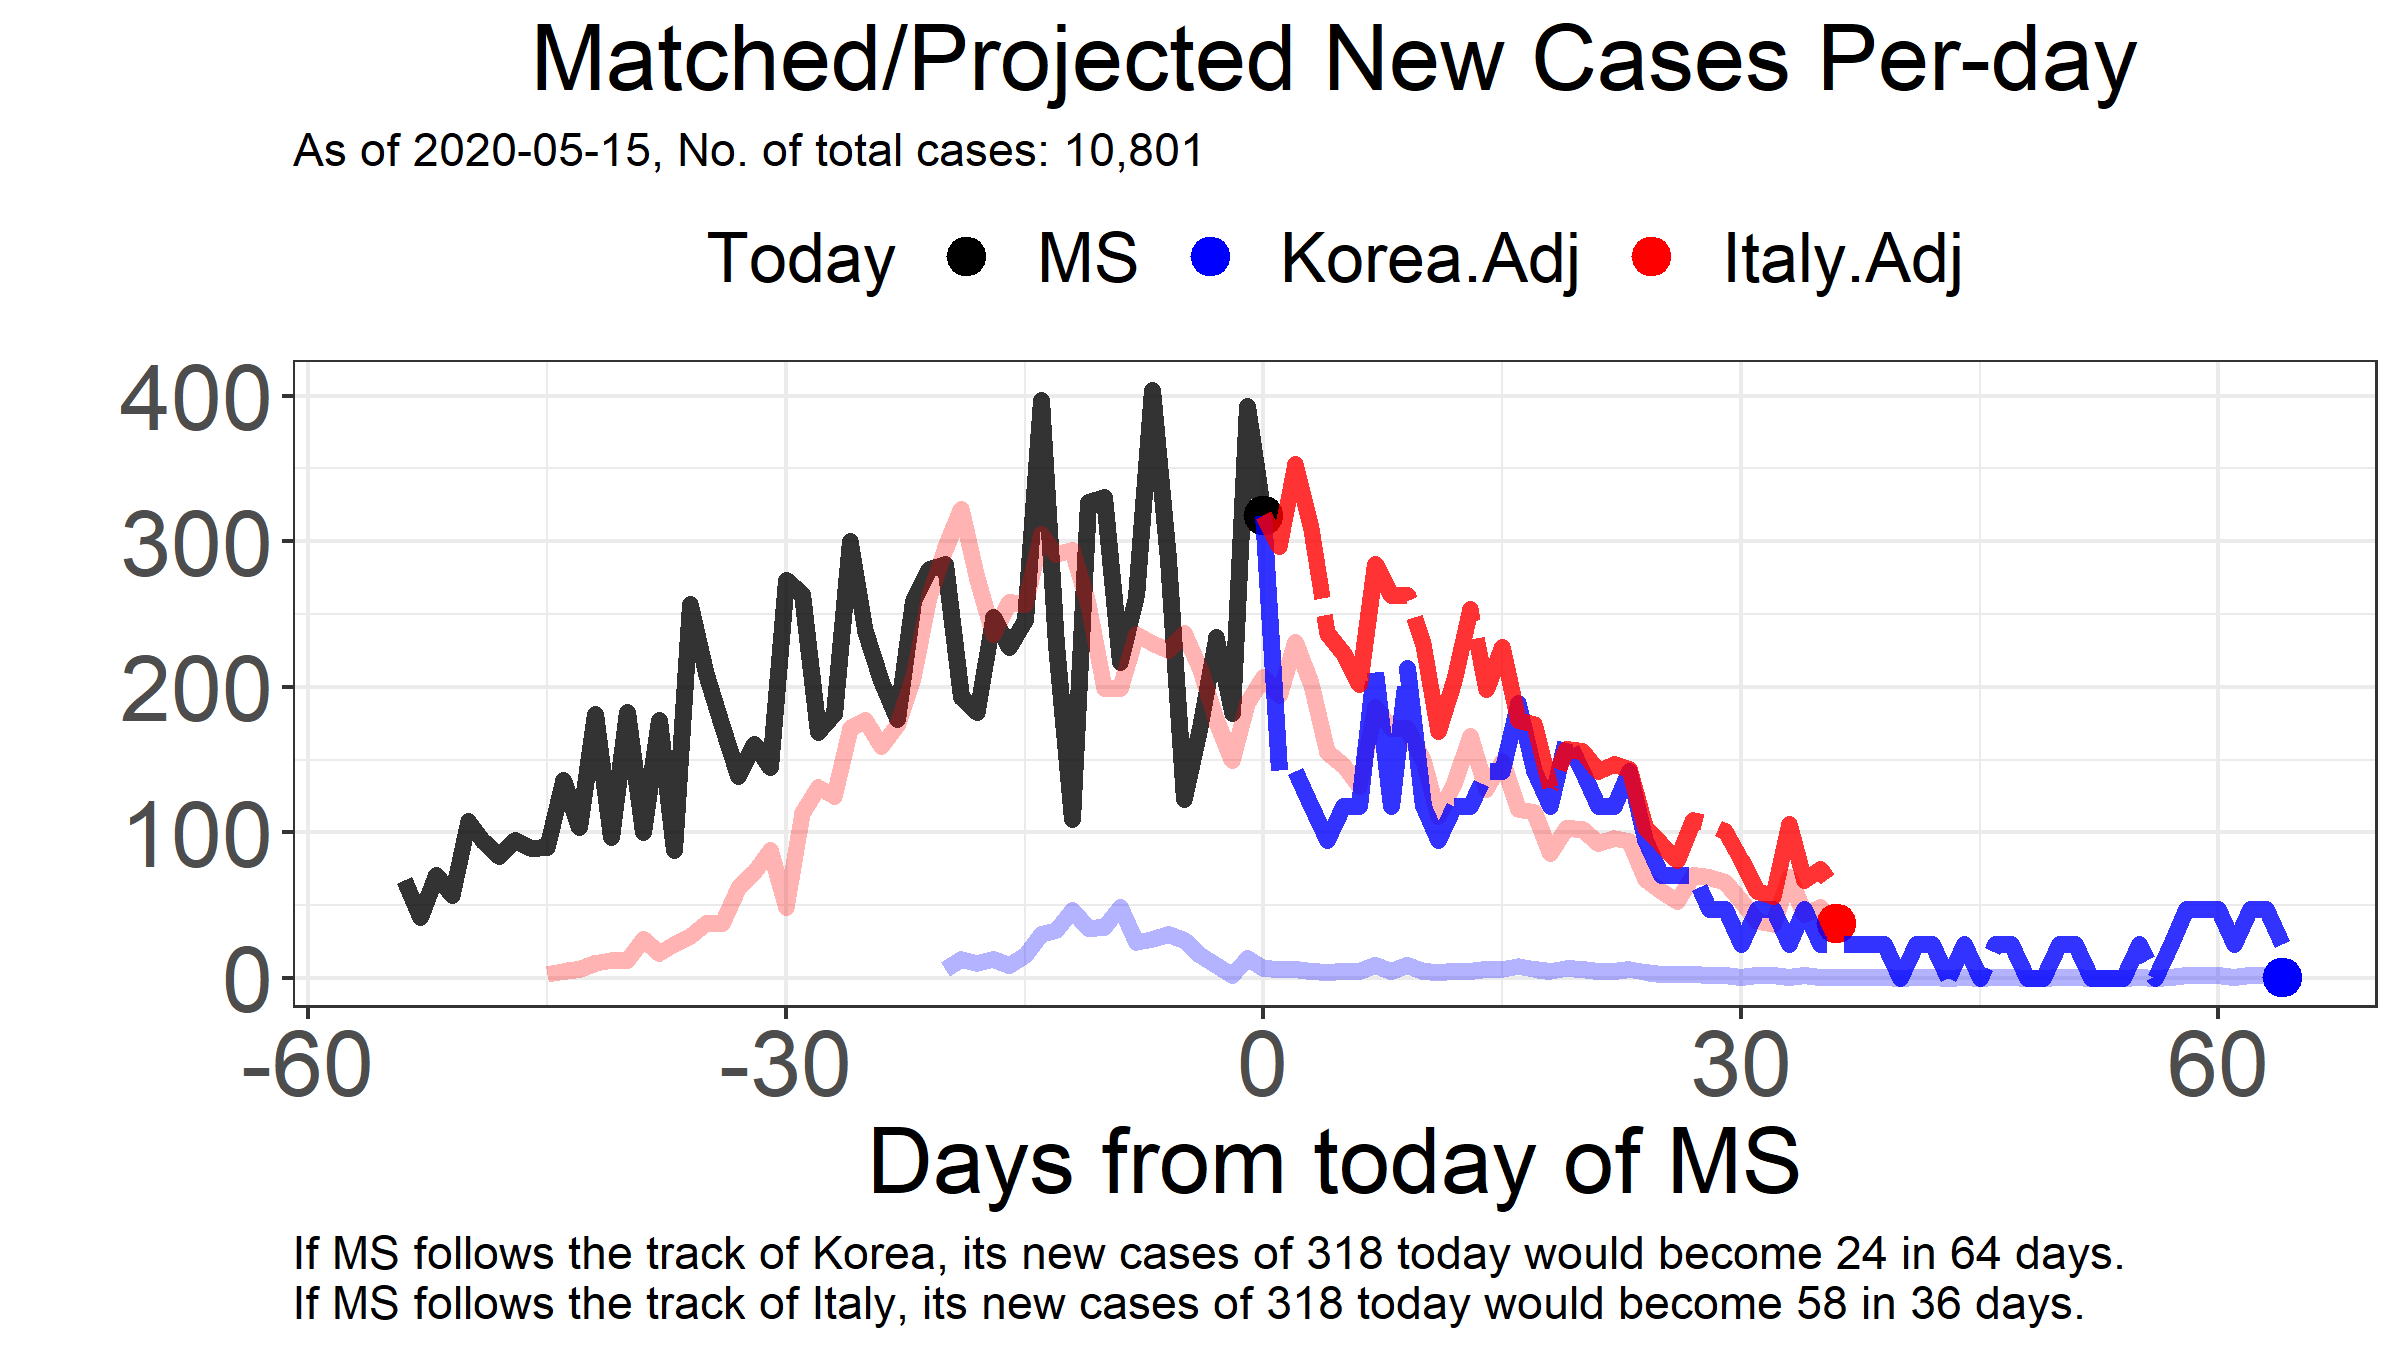 Matched/Projected New Cases Per-day
As of 2020-05-15, No. of total cases: 10,801
Today MS Korea.Adj Italy.Adj
400
300
200
100
0
-60 -30 0 30 60
Days from today of MS
If MS follows the track of Korea, its new cases of 318 today would become 24 in 64 days.
If MS follows the track of Italy, its new cases of 318 today would become 58 in 36 days.